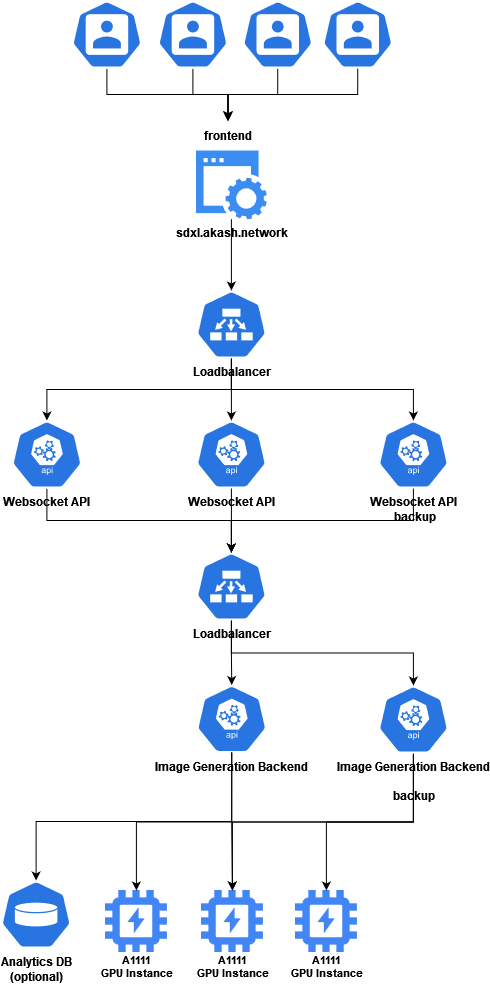 frontend
sdxl.akash.network
Loadbalancer
api
api
api
Websocket API
Websocket API
Websocket API
backup
Loadbalancer
api
api
Image Generation Backend
Image Generation Backend
backup
Analytics DB
(optional)
A1111
GPU Instance
A1111
GPU Instance
A1111
GPU Instance